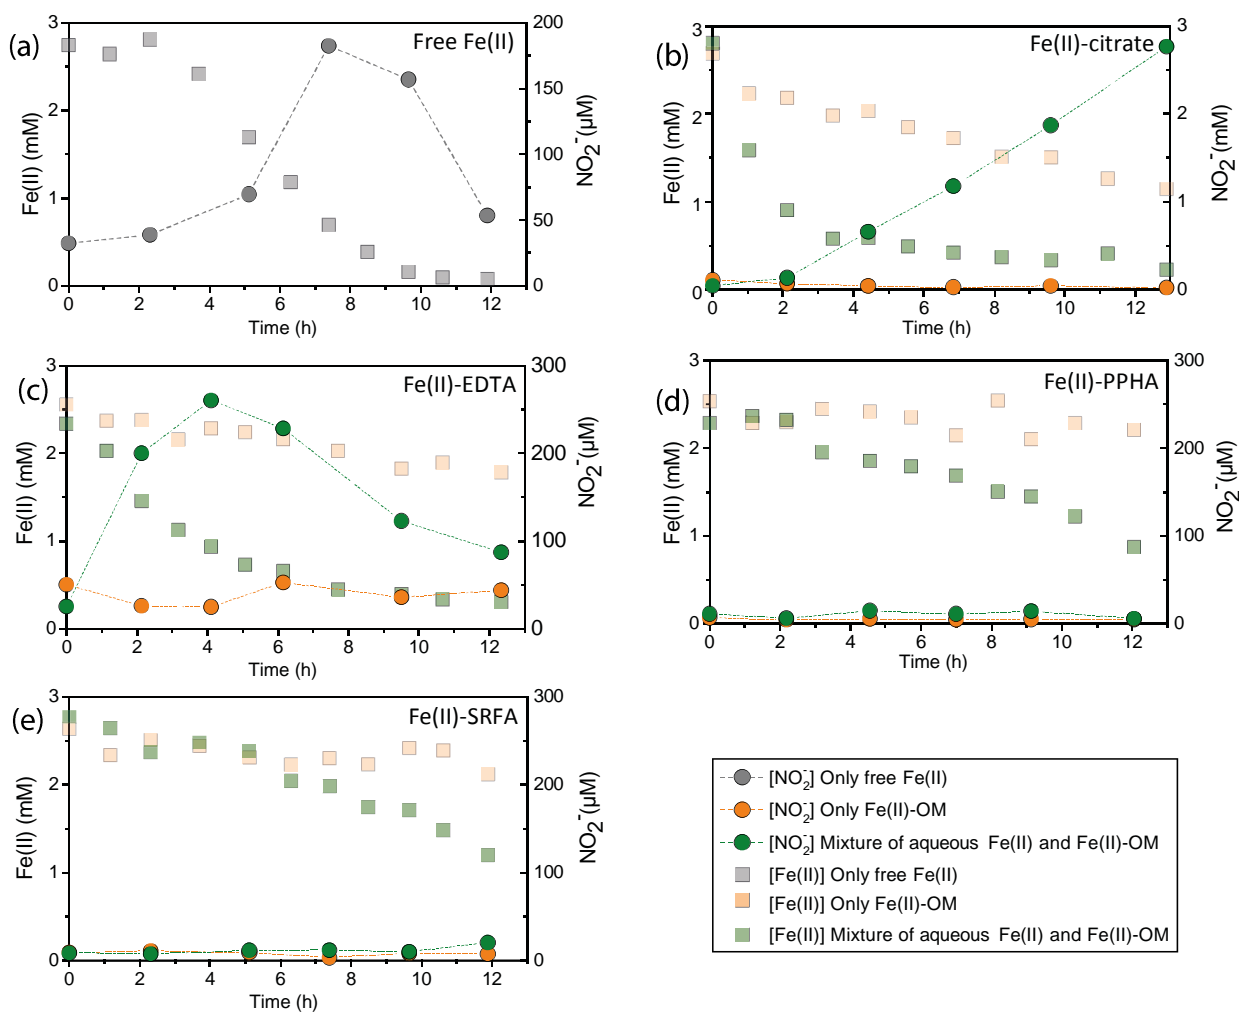 (a)
Free Fe(II)
Fe(II) (mM)
NO₂⁻(µM)
3
2
1
0
200
150
100
50
0
0 2 4 6 8 10 12
Time (h)
(b)
Fe(II)-citrate
Fe(II) (mM)
NO₂⁻(mM)
3
2
1
0
3
2
1
0
0 2 4 6 8 10 12
Time (h)
(c)
Fe(II)-EDTA
Fe(II) (mM)
NO₂⁻(µM)
3
2
1
0
300
200
100
0
0 2 4 6 8 10 12
Time (h)
(d)
Fe(II)-PPHA
Fe(II) (mM)
NO₂⁻(µM)
3
2
1
0
300
200
100
0
0 2 4 6 8 10 12
Time (h)
(e)
Fe(II)-SRFA
Fe(II) (mM)
NO₂⁻(µM)
3
2
1
0
300
200
100
0
0 2 4 6 8 10 12
Time (h)
[NO₂⁻] Only free Fe(II)
[NO₂⁻] Only Fe(II)-OM
[NO₂⁻] Mixture of aqueous Fe(II) and Fe(II)-OM
[Fe(II)] Only free Fe(II)
[Fe(II)] Only Fe(II)-OM
[Fe(II)] Mixture of aqueous Fe(II) and Fe(II)-OM